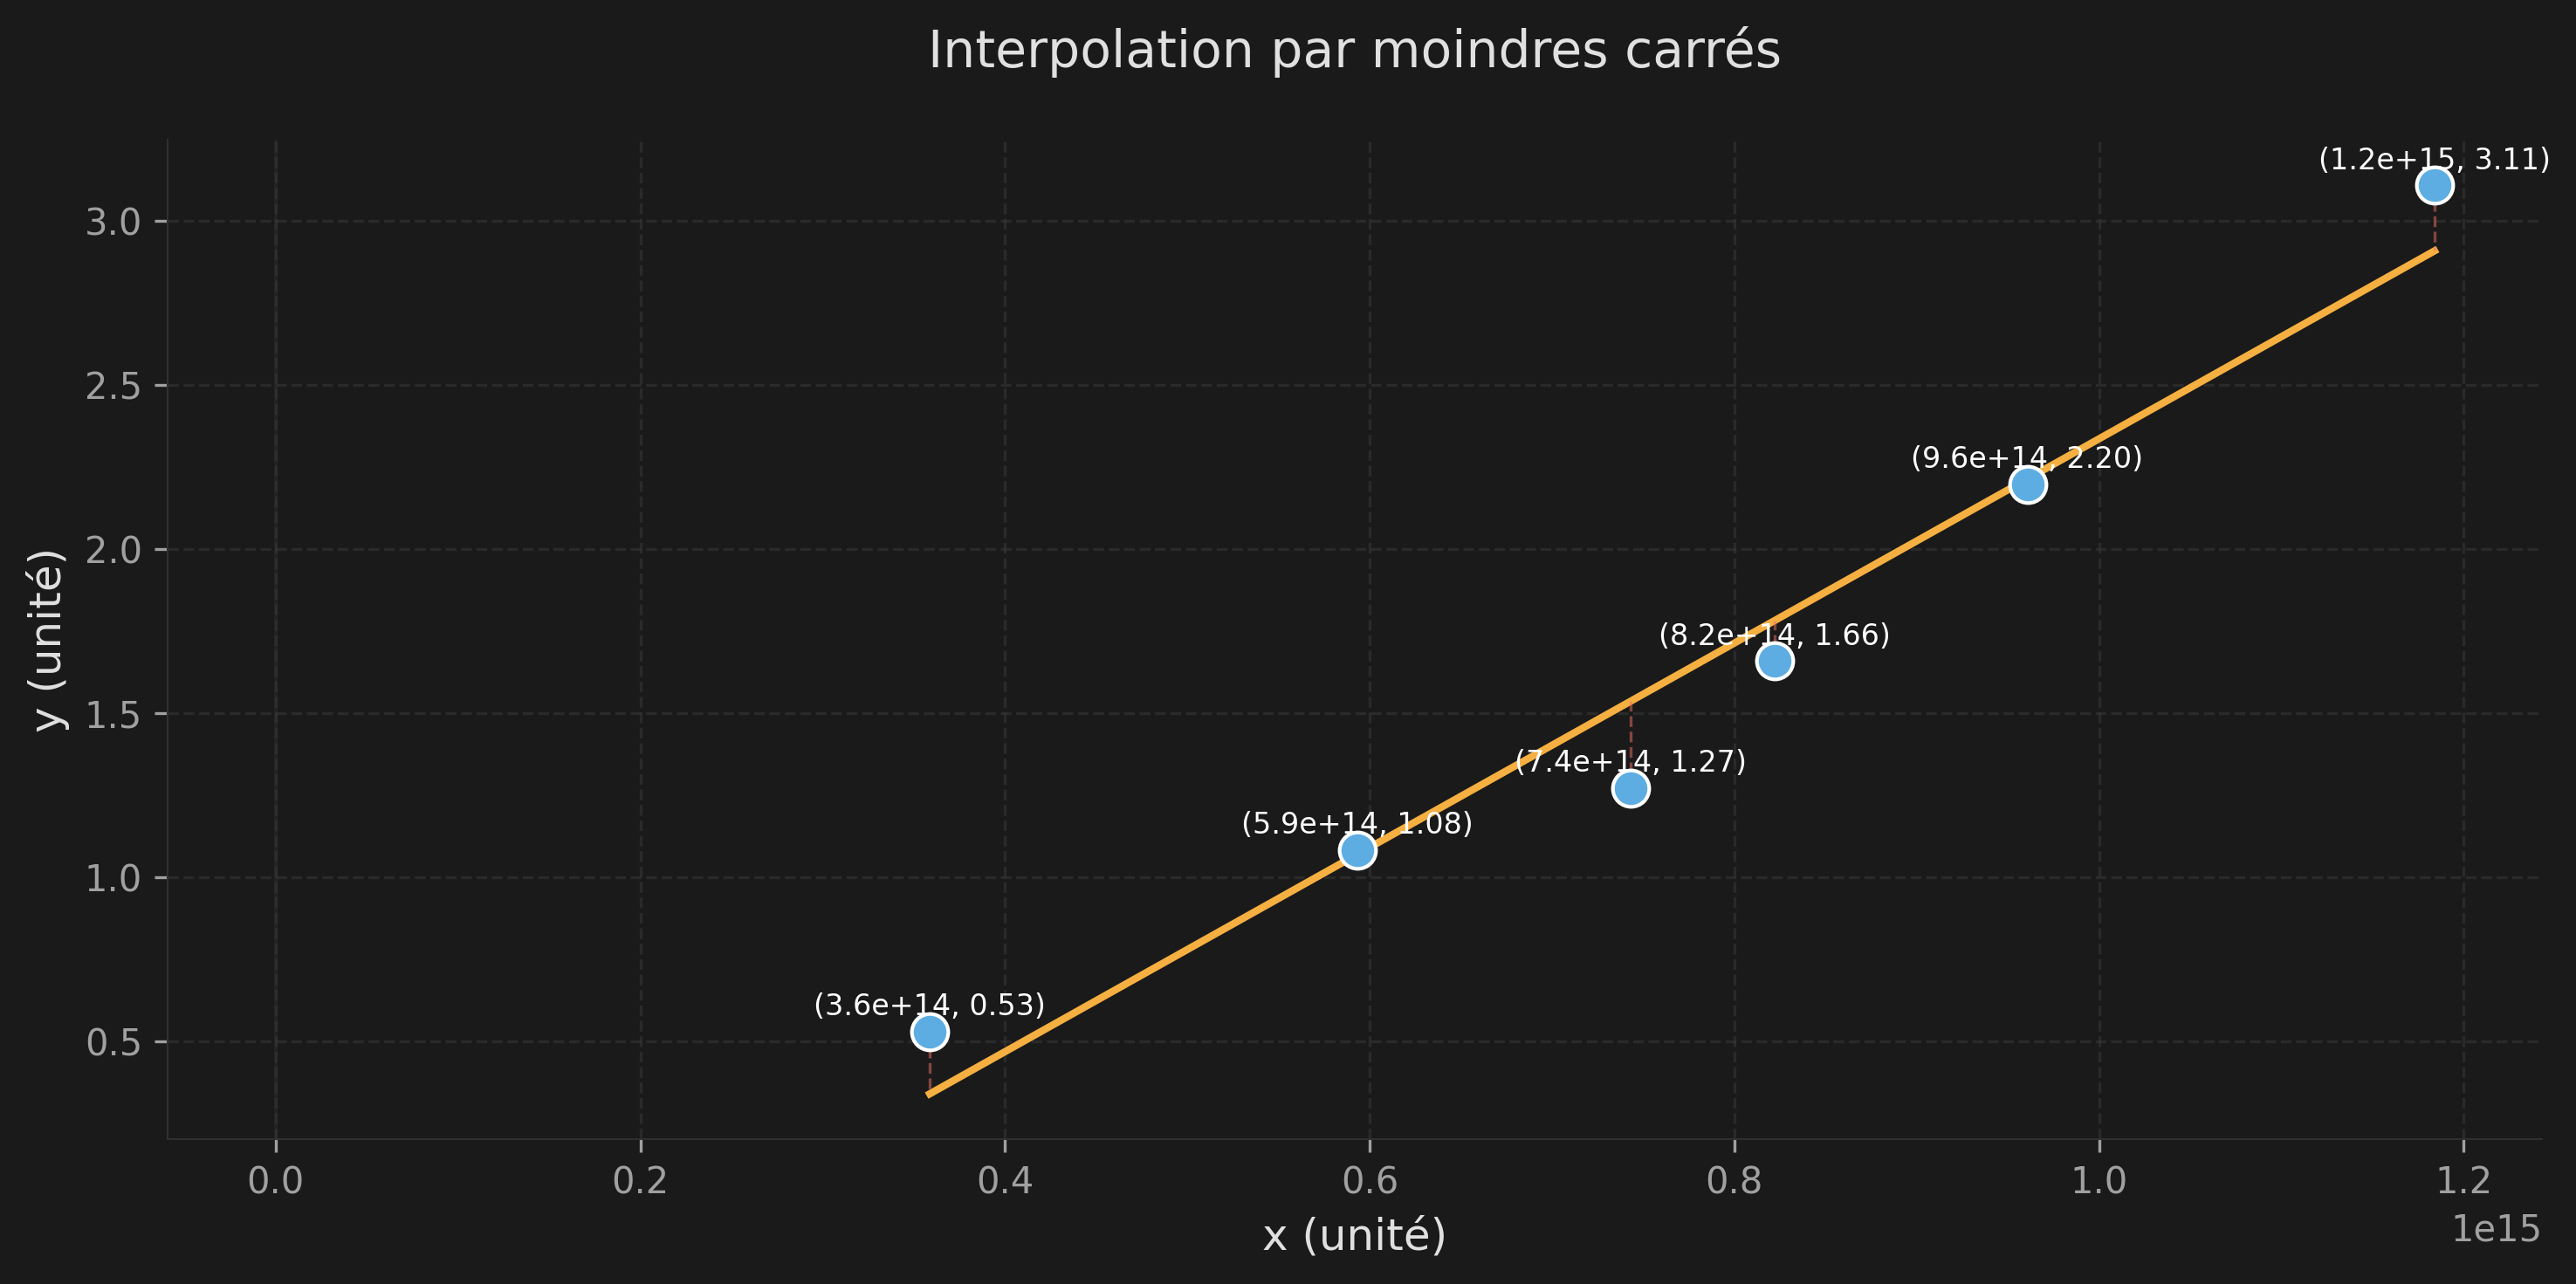 Interpolation par moindres carrés
(1.2e+15, 3.11)
3.0
2.5
(9.6e+14, 2.20)
2.0
(8.2e+14, 1.66)
y (unité)
1.5
(7.4e+14, 1.27)
(5.9e+14, 1.08)
1.0
(3.6e+14, 0.53)
0.5
0.0 0.2 0.4 0.6 0.8 1.0 1.2
1e15
x (unité)